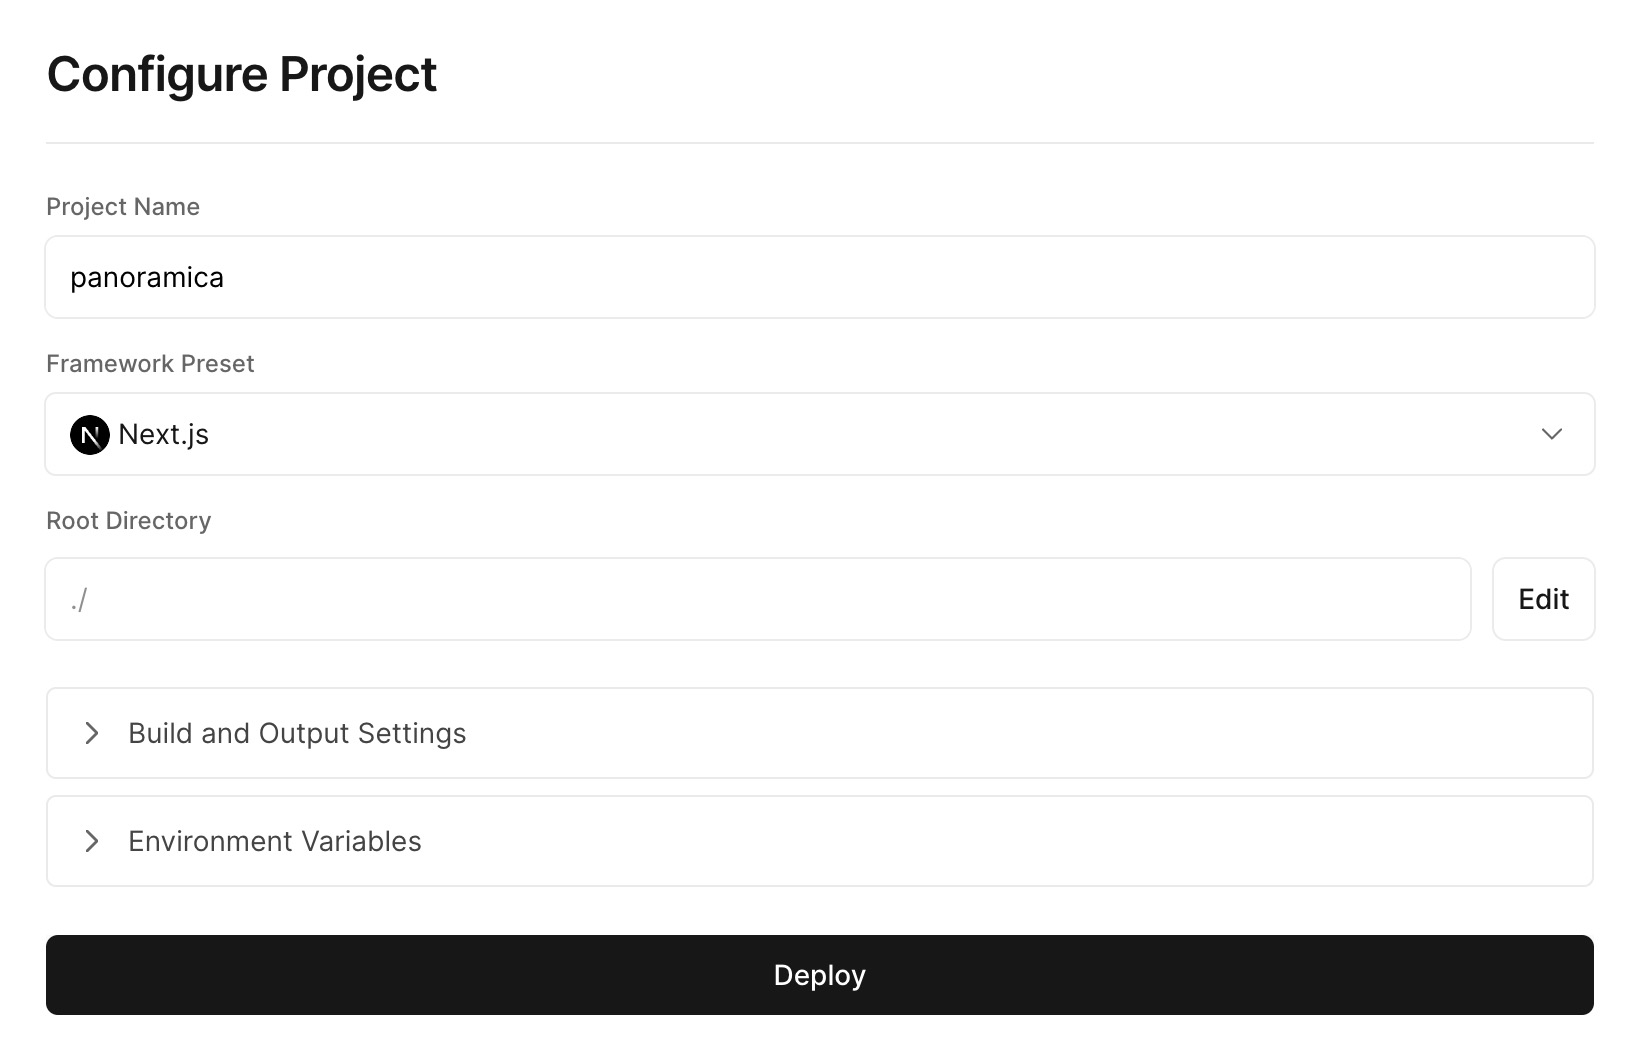 Configure Project
Project Name
panoramica
Framework Preset
N Next.js
Root Directory
./
Edit
Build and Output Settings
Environment Variables
Deploy